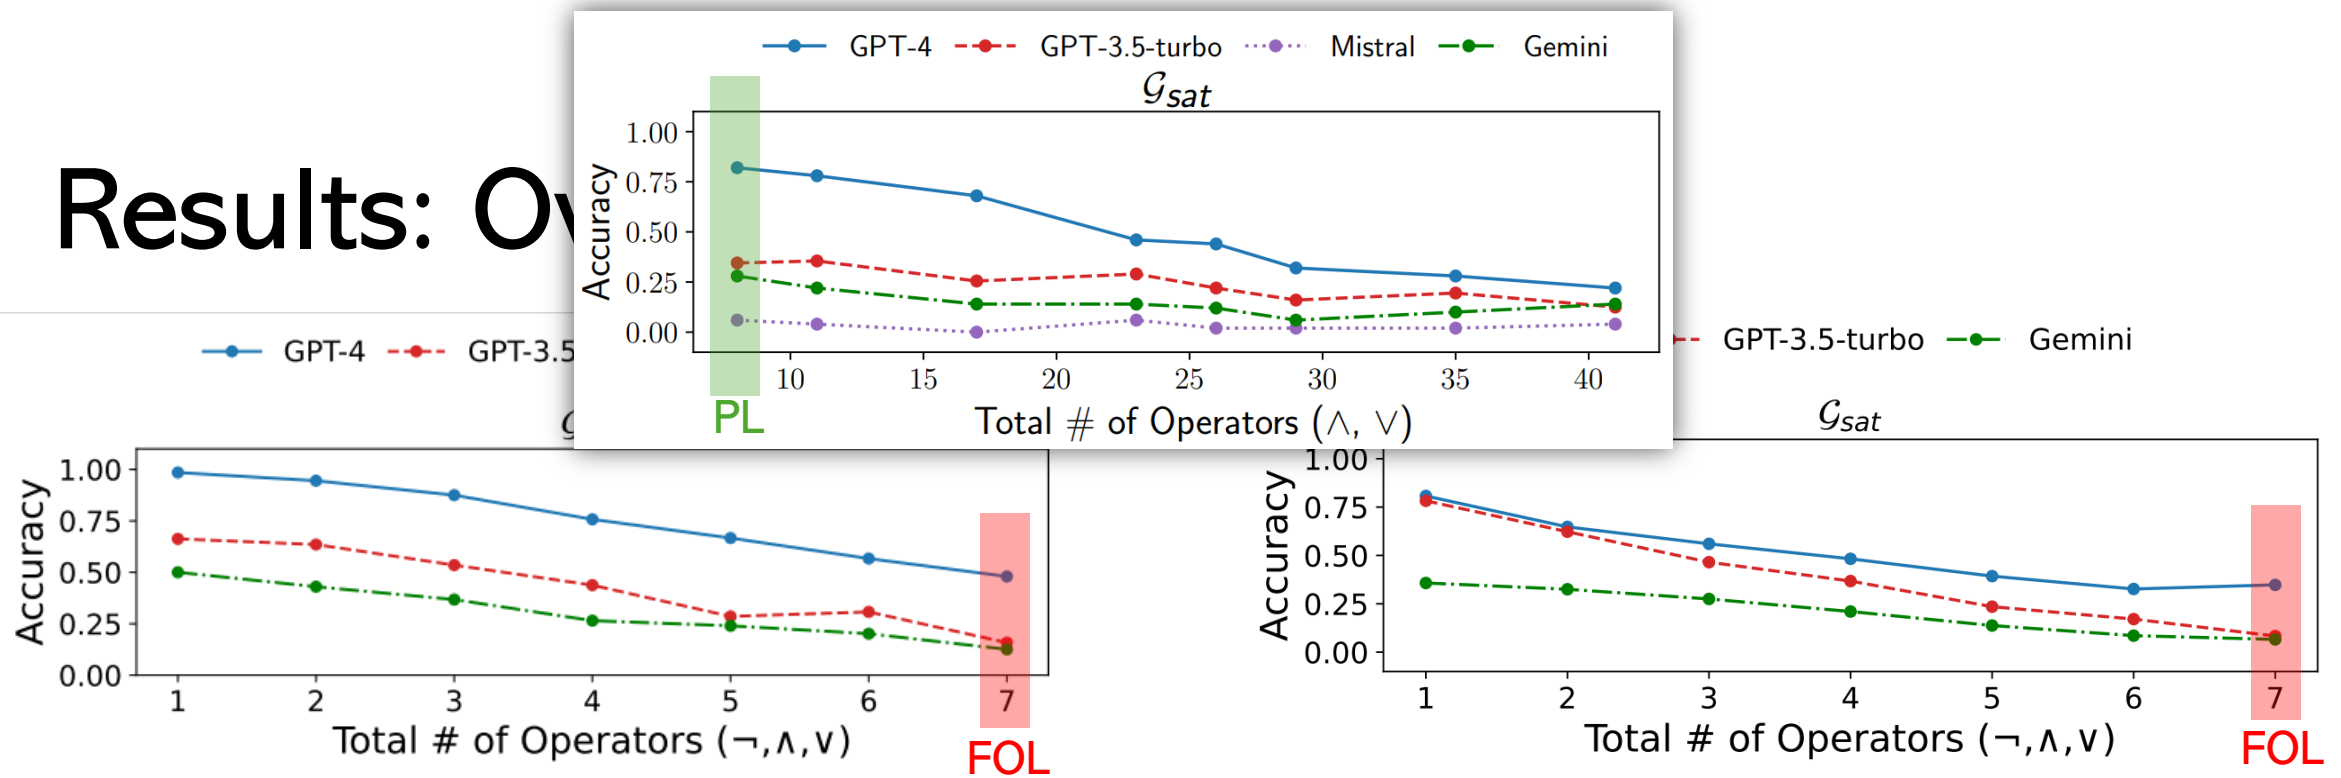 GPT-4 GPT-3.5-turbo Mistral Gemini
𝒢sat
1.00
0.75
0.50
0.25
0.00
Accuracy
10 15 20 25 30 35 40
PL
Total # of Operators (∧, ∨)
Results:
GPT-4 GPT-3.5
1.00
0.75
0.50
0.25
0.00
Accuracy
1 2 3 4 5 6 7
Total # of Operators (¬,∧,∨)
FOL
GPT-3.5-turbo Gemini
𝒢sat
1.00
0.75
0.50
0.25
0.00
Accuracy
1 2 3 4 5 6 7
Total # of Operators (¬,∧,∨)
FOL